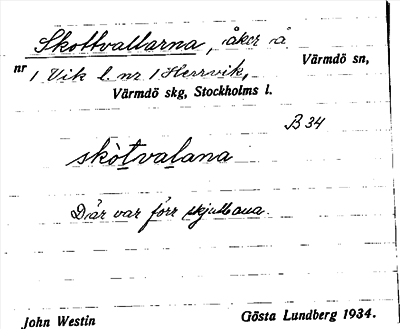 Skottvallarna, åker å
Värmdö sn,
nr 1 Vik l. nr 1 Herrvik,
Värmdö skg, Stockholms l.
B 34
skòtvalana
Där var förr skjutbana.
John Westin
Gösta Lundberg 1934.